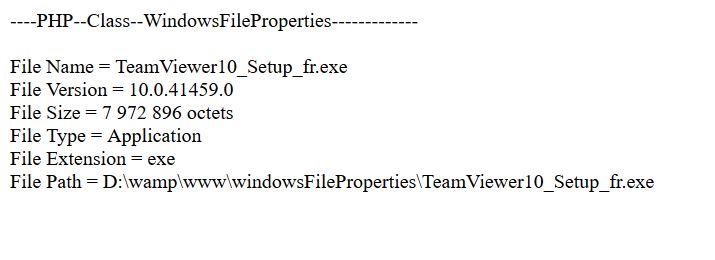 ----PHP--Class--WindowsFileProperties-------------
File Name = TeamViewer10_Setup_fr.exe
File Version = 10.0.41459.0
File Size = 7 972 896 octets
File Type = Application
File Extension = exe
File Path = D:\wamp\www\windowsFileProperties\TeamViewer10_Setup_fr.exe